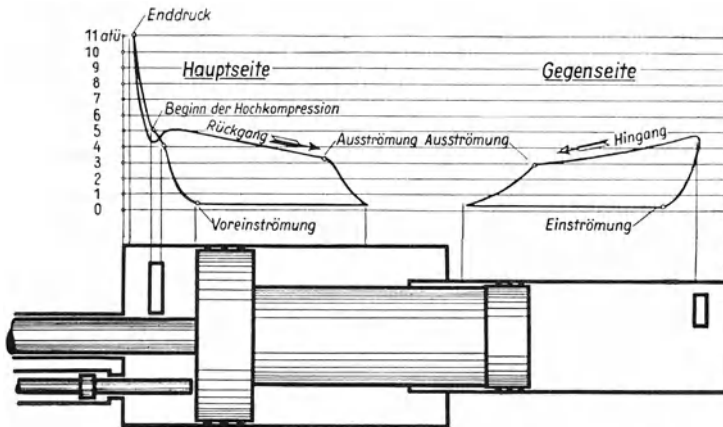 Enddruck
11 atü
10
9
8
7
6
5
4
3
2
1
0
Hauptseite
Gegenseite
Beginn der Hochkompression
Rückgang
Ausströmung Ausströmung
Hingang
Voreinströmung
Einströmung